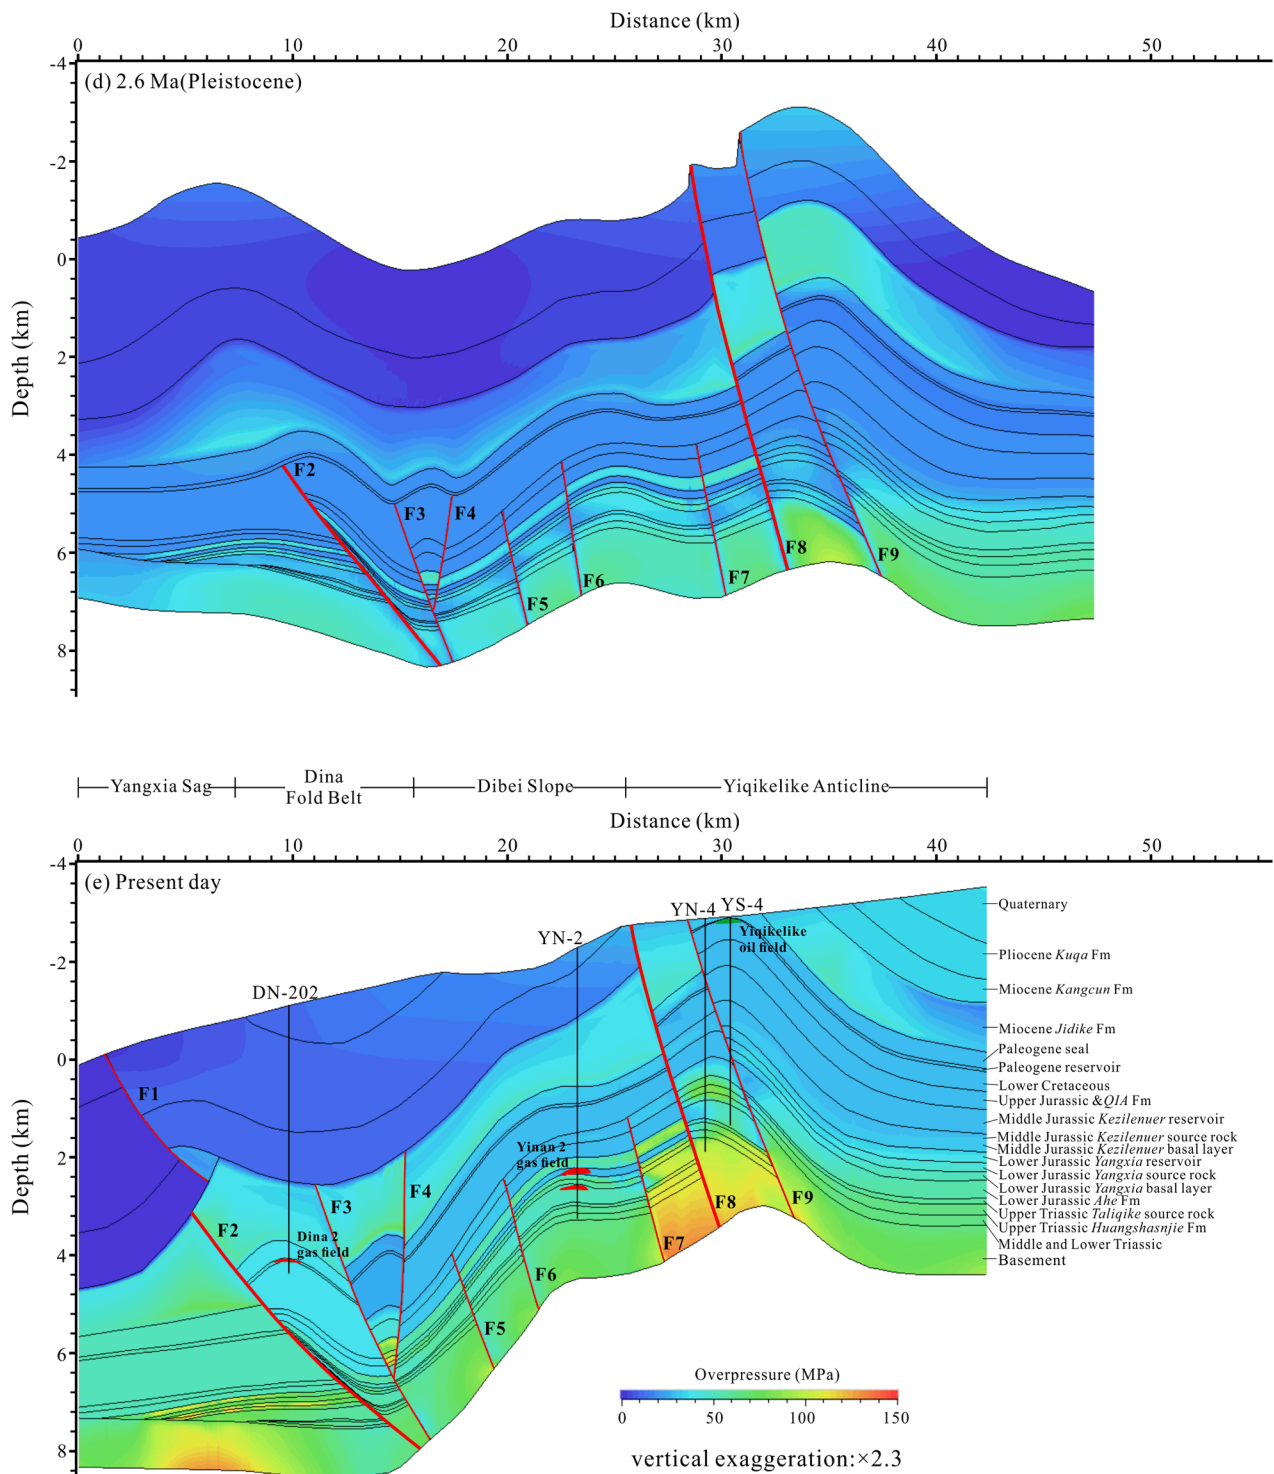 Distance (km)
0 10 20 30 40 50
(d) 2.6 Ma(Pleistocene)
-4
-2
0
2
4
6
8
Depth (km)
F2
F3
F4
F5
F6
F7
F8
F9
Yangxia Sag
Dina
Fold Belt
Dibei Slope
Yiqikelike Anticline
Distance (km)
0 10 20 30 40 50
(e) Present day
-4
-2
0
2
4
6
8
Depth (km)
DN-202
YN-2
YN-4 YS-4
Yiqikelike
oil field
Yinan 2
gas field
Dina 2
gas field
F1
F2
F3
F4
F5
F6
F7
F8
F9
Quaternary
Pliocene Kuqa Fm
Miocene Kangcun Fm
Miocene Jidike Fm
Paleogene seal
Paleogene reservoir
Lower Cretaceous
Upper Jurassic &QIA Fm
Middle Jurassic Kezilenuer reservoir
Middle Jurassic Kezilenuer source rock
Middle Jurassic Kezilenuer basal layer
Lower Jurassic Yangxia reservoir
Lower Jurassic Yangxia source rock
Lower Jurassic Yangxia basal layer
Lower Jurassic Ahe Fm
Upper Triassic Taliqike source rock
Upper Triassic Huangshasnjie Fm
Middle and Lower Triassic
Basement
Overpressure (MPa)
0 50 100 150
vertical exaggeration:×2.3